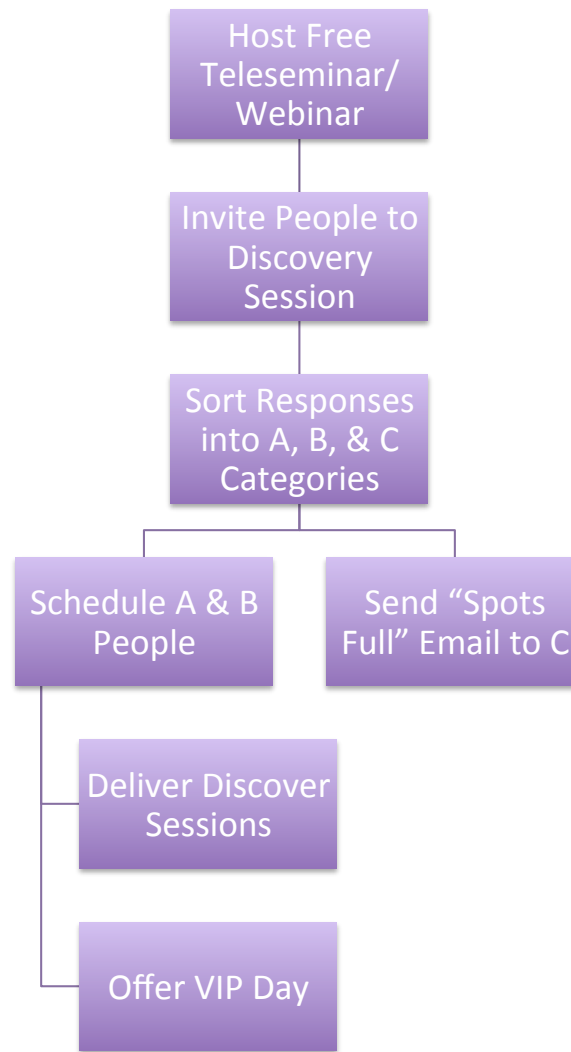 Host Free
Teleseminar/
Webinar
Invite People to
Discovery
Session
Sort Responses
into A, B, & C
Categories
Schedule A & B
People
Send “Spots
Full” Email to C
Deliver Discover
Sessions
Offer VIP Day